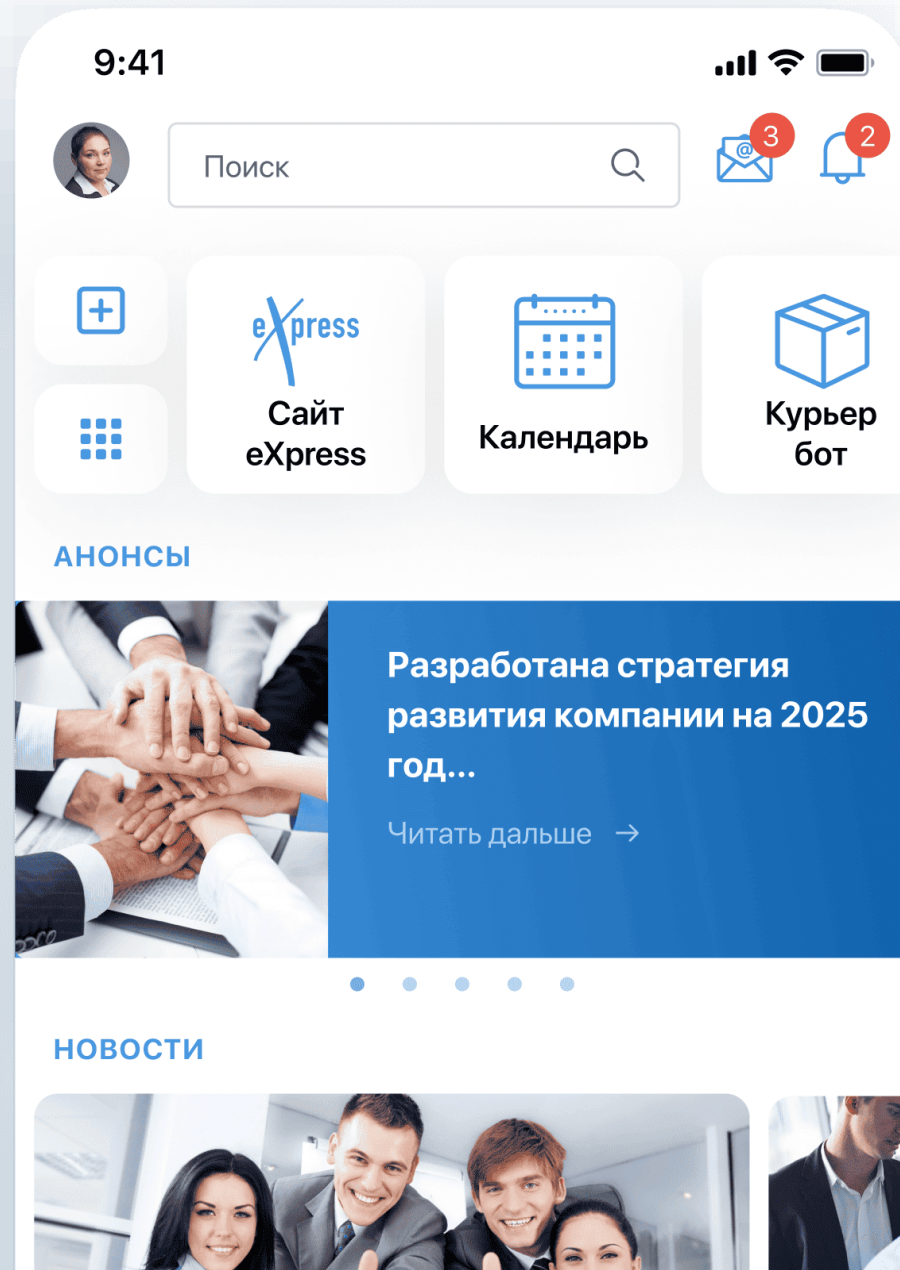 9:41
Поиск
@
3
2
eXpress
Сайт
eXpress
Календарь
Курьер
бот
АНОНСЫ
Разработана стратегия
развития компании на 2025
год...
Читать дальше →
НОВОСТИ